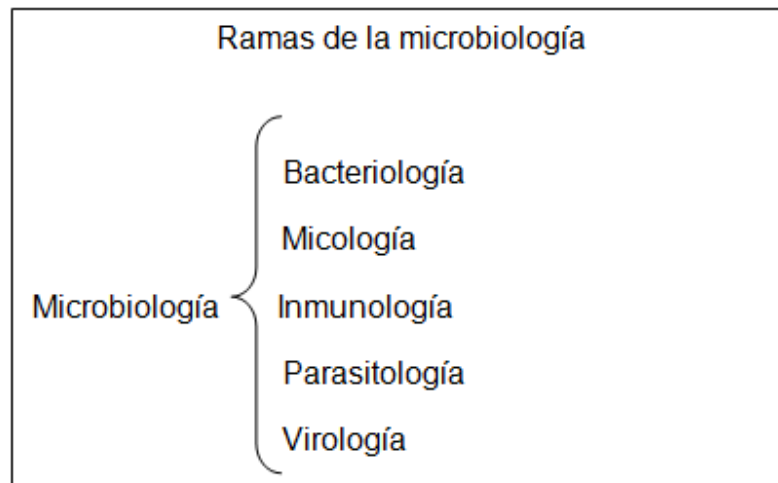 Ramas de la microbiología
Bacteriología
Micología
Microbiología
Inmunología
Parasitología
Virología